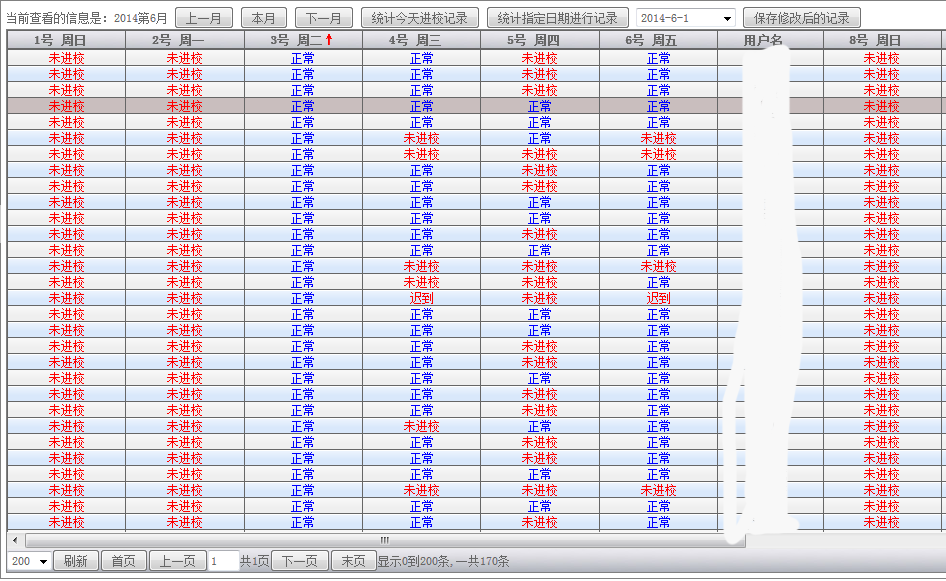 当前查看的信息是: 2014第6月 上一月 本月 下一月 统计今天进校记录 统计指定日期进行记录 2014-6-1 保存修改后的记录
1号 周日 2号 周一 3号 周二 4号 周三 5号 周四 6号 周五 用户名 8号 周日
未进校 未进校 正常 正常 未进校 正常 未进校
未进校 未进校 正常 正常 未进校 正常 未进校
未进校 未进校 正常 正常 未进校 正常 未进校
未进校 未进校 正常 正常 正常 正常 未进校
未进校 未进校 正常 正常 正常 正常 未进校
未进校 未进校 正常 未进校 正常 未进校 未进校
未进校 未进校 正常 未进校 未进校 未进校 未进校
未进校 未进校 正常 正常 未进校 正常 未进校
未进校 未进校 正常 正常 未进校 正常 未进校
未进校 未进校 正常 正常 正常 正常 未进校
未进校 未进校 正常 正常 正常 正常 未进校
未进校 未进校 正常 正常 未进校 正常 未进校
未进校 未进校 正常 正常 正常 正常 未进校
未进校 未进校 正常 未进校 未进校 未进校 未进校
未进校 未进校 正常 未进校 未进校 正常 未进校
未进校 未进校 正常 迟到 未进校 迟到 未进校
未进校 未进校 正常 正常 正常 正常 未进校
未进校 未进校 正常 正常 正常 正常 未进校
未进校 未进校 正常 正常 未进校 正常 未进校
未进校 未进校 正常 正常 未进校 正常 未进校
未进校 未进校 正常 正常 正常 正常 未进校
未进校 未进校 正常 正常 未进校 正常 未进校
未进校 未进校 正常 正常 未进校 正常 未进校
未进校 未进校 正常 未进校 正常 正常 未进校
未进校 未进校 正常 正常 未进校 正常 未进校
未进校 未进校 正常 正常 未进校 正常 未进校
未进校 未进校 正常 正常 正常 正常 未进校
未进校 未进校 正常 未进校 未进校 未进校 未进校
未进校 未进校 正常 正常 正常 正常 未进校
未进校 未进校 正常 正常 未进校 正常 未进校
200 刷新 首页 上一页 1 共1页 下一页 末页 显示0到200条,一共170条